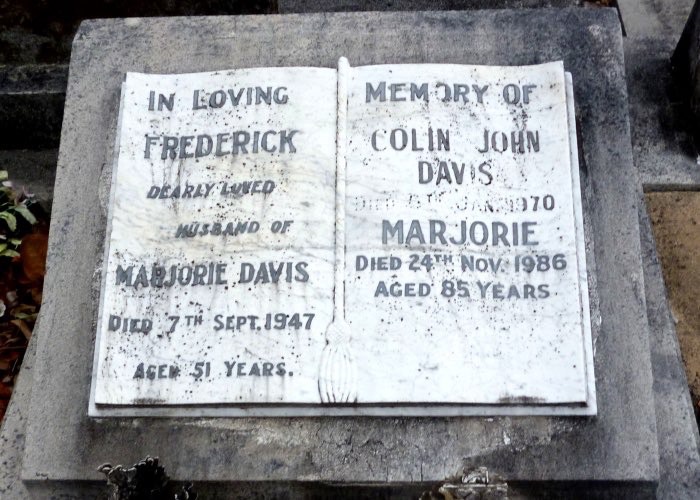 IN LOVING
FREDERICK
DEARLY LOVED
HUSBAND OF
MARJORIE DAVIS
DIED 7TH SEPT. 1947
AGED 51 YEARS.
MEMORY OF
COLIN JOHN
DAVIS
DIED JAN. 1970
MARJORIE
DIED 24TH NOV. 1986
AGED 85 YEARS